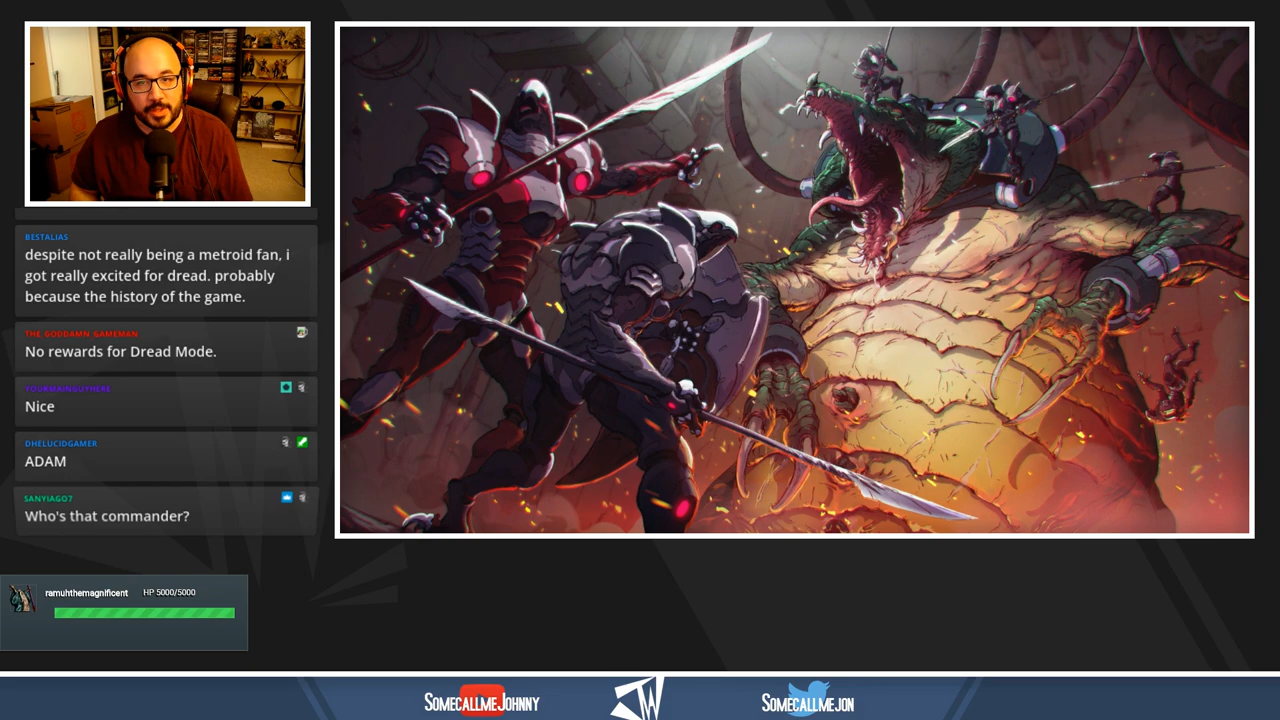 BESTALIAS
despite not really being a metroid fan, i
got really excited for dread. probably
because the history of the game.
THE GODDAMN GAMEMAN
No rewards for Dread Mode.
YOURMAINGUYHERE
Nice
DHELUCIDGAMER
ADAM
SANYIAGO7
Who's that commander?
ramuhthemagnificent HP 5000/5000
SOMECALLMEJOHNNY
SOMECALLMEJON